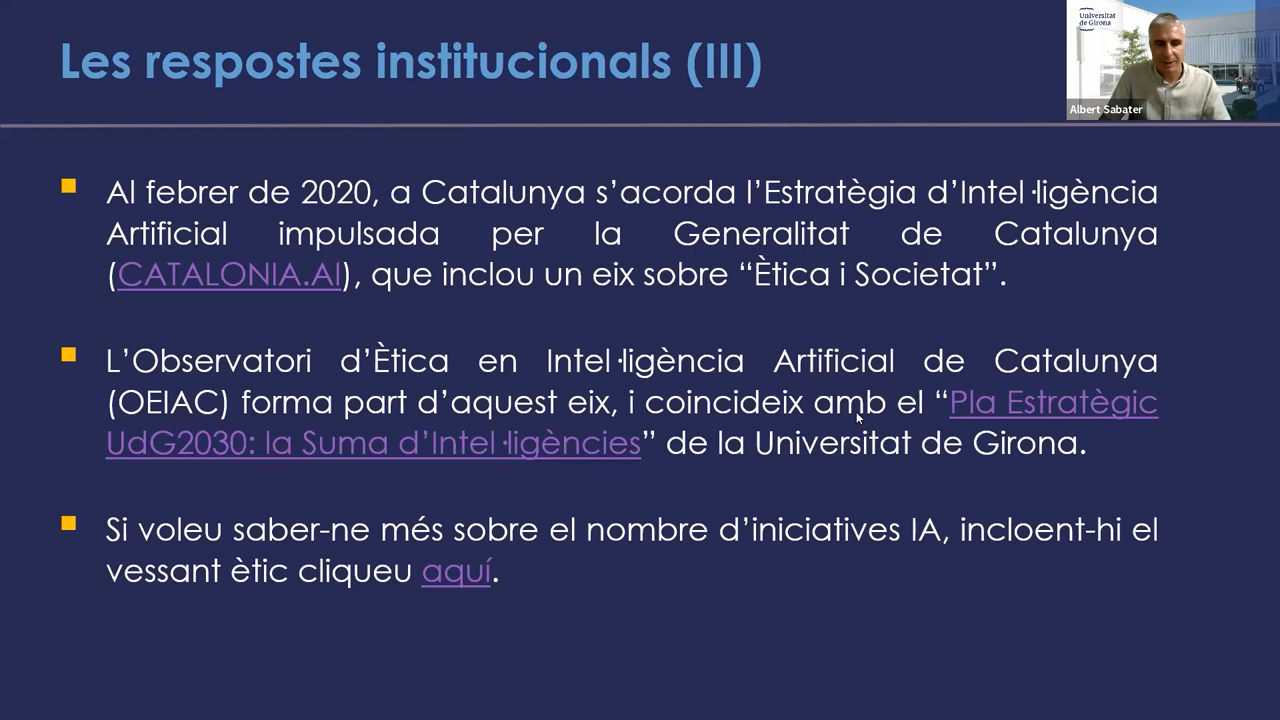 Les respostes institucionals (III)
Universitat
de Girona
Albert Sabater
Al febrer de 2020, a Catalunya s’acorda l’Estratègia d’Intel·ligència
Artificial impulsada per la Generalitat de Catalunya
(CATALONIA.AI), que inclou un eix sobre “Ètica i Societat”.
L’Observatori d’Ètica en Intel·ligència Artificial de Catalunya
(OEIAC) forma part d’aquest eix, i coincideix amb el “Pla Estratègic
UdG2030: la Suma d’Intel·ligències” de la Universitat de Girona.
Si voleu saber-ne més sobre el nombre d’iniciatives IA, incloent-hi el
vessant ètic cliqueu aquí.